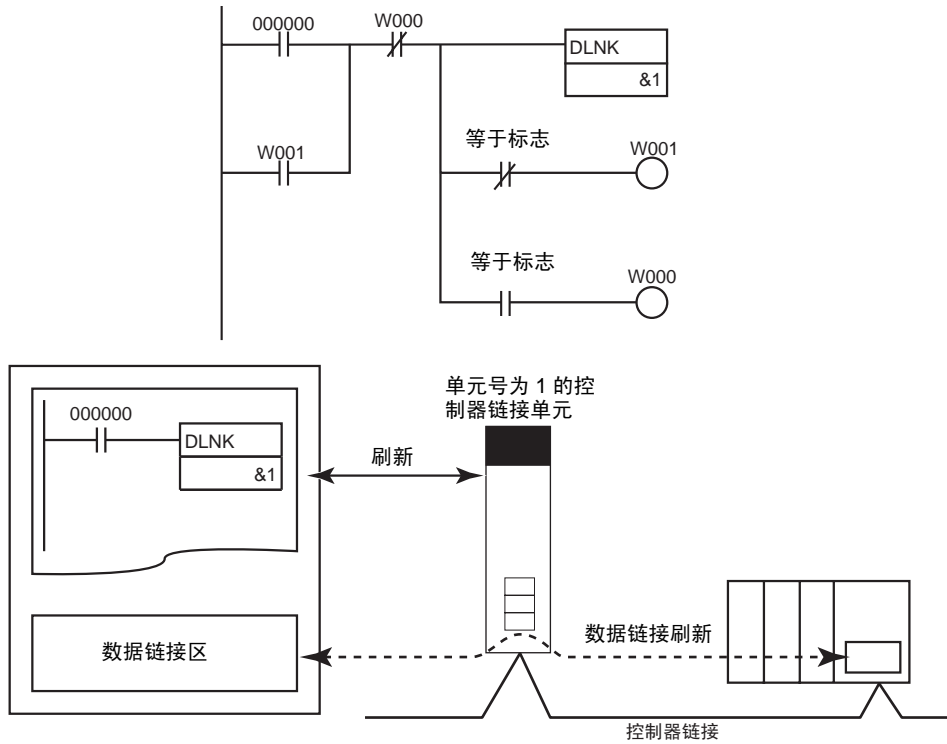 000000
W000
DLNK
&1
W001
等于标志
W001
等于标志
W000
单元号为 1 的控
制器链接单元
000000
DLNK
&1
刷新
数据链接区
数据链接刷新
控制器链接